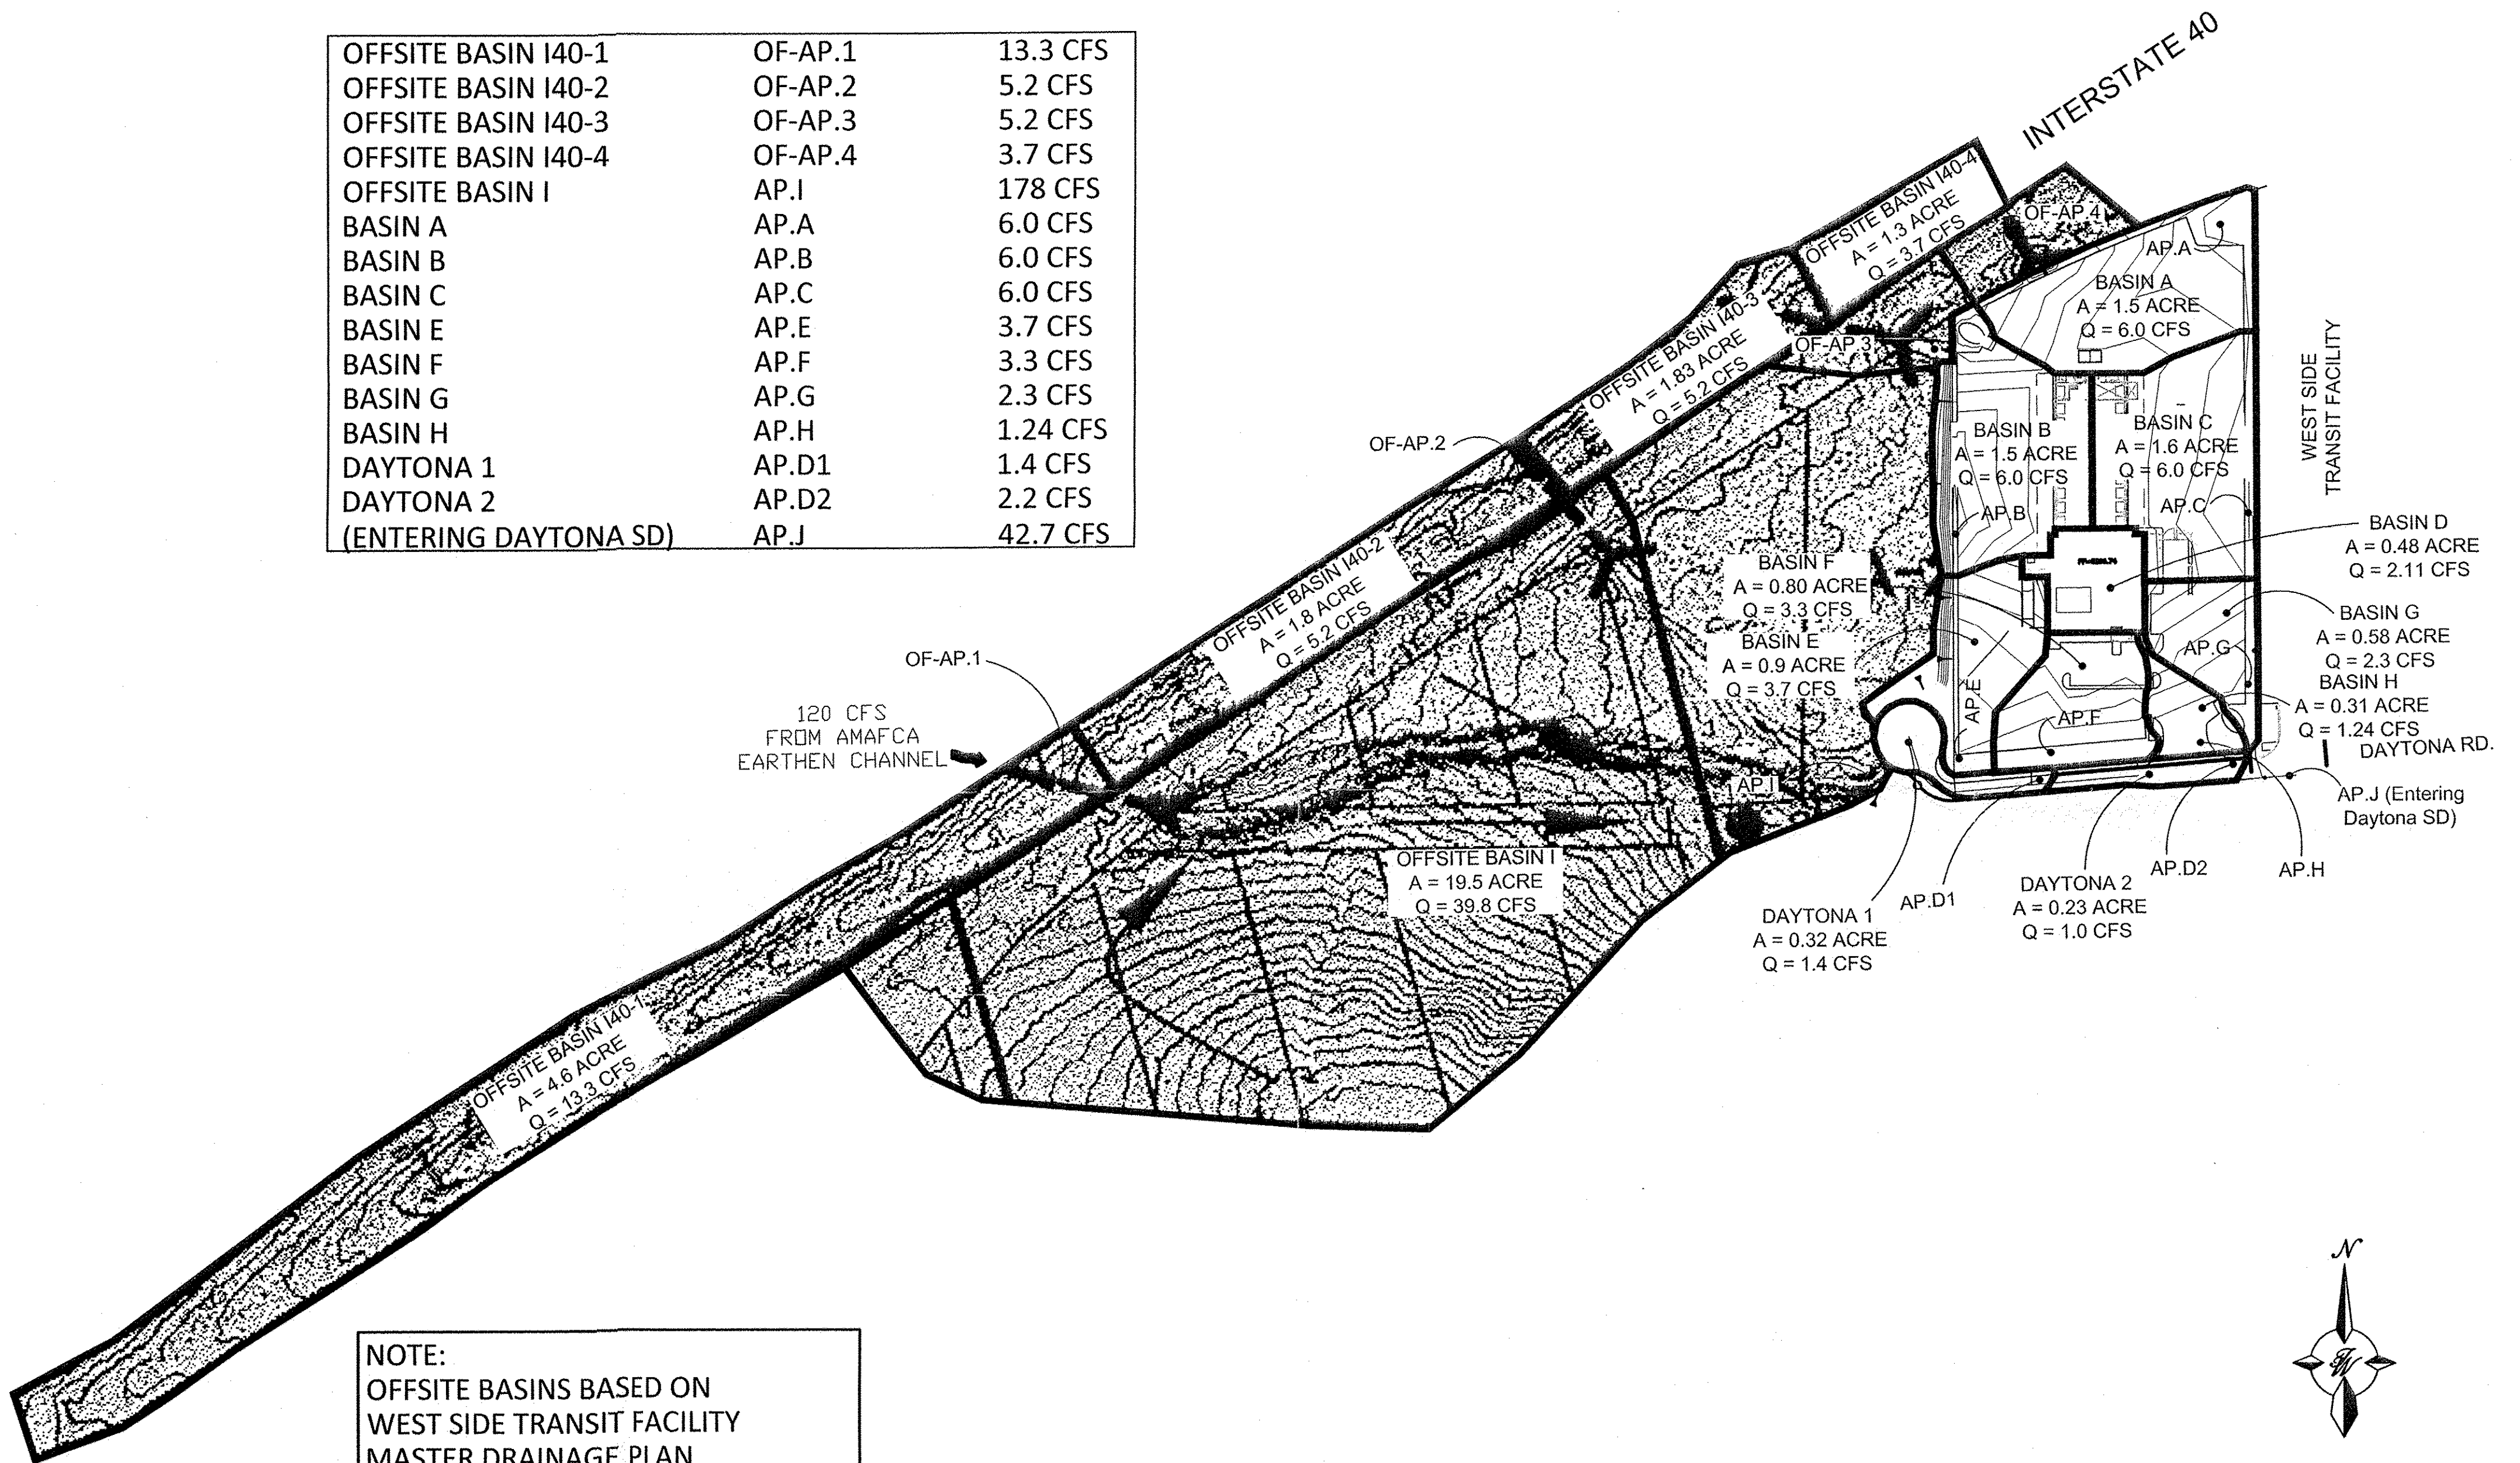 OFFSITE BASIN I40-1 OF-AP.1 13.3 CFS
OFFSITE BASIN I40-2 OF-AP.2 5.2 CFS
OFFSITE BASIN I40-3 OF-AP.3 5.2 CFS
OFFSITE BASIN I40-4 OF-AP.4 3.7 CFS
OFFSITE BASIN I AP.I 178 CFS
BASIN A AP.A 6.0 CFS
BASIN B AP.B 6.0 CFS
BASIN C AP.C 6.0 CFS
BASIN E AP.E 3.7 CFS
BASIN F AP.F 3.3 CFS
BASIN G AP.G 2.3 CFS
BASIN H AP.H 1.24 CFS
DAYTONA 1 AP.D1 1.4 CFS
DAYTONA 2 AP.D2 2.2 CFS
(ENTERING DAYTONA SD) AP.J 42.7 CFS
INTERSTATE 40
OFFSITE BASIN I40-4
A = 1.3 ACRE
Q = 3.7 CFS
OF-AP.4
AP.A
BASIN A
A = 1.5 ACRE
Q = 6.0 CFS
OFFSITE BASIN I40-3
A = 1.83 ACRE
Q = 5.2 CFS
OF-AP.3
WEST SIDE
TRANSIT FACILITY
OF-AP.2
BASIN B
A = 1.5 ACRE
Q = 6.0 CFS
AP.B
BASIN C
A = 1.6 ACRE
Q = 6.0 CFS
AP.C
BASIN D
A = 0.48 ACRE
Q = 2.11 CFS
OFFSITE BASIN I40-2
A = 1.8 ACRE
Q = 5.2 CFS
BASIN F
A = 0.80 ACRE
Q = 3.3 CFS
BASIN E
A = 0.9 ACRE
Q = 3.7 CFS
BASIN G
A = 0.58 ACRE
Q = 2.3 CFS
AP.G
BASIN H
A = 0.31 ACRE
Q = 1.24 CFS
AP.E
AP.F
DAYTONA RD.
OF-AP.1
120 CFS
FROM AMAFCA
EARTHEN CHANNEL
AP.I
AP.J (Entering
Daytona SD)
OFFSITE BASIN I
A = 19.5 ACRE
Q = 39.8 CFS
DAYTONA 1
A = 0.32 ACRE
Q = 1.4 CFS
AP.D1
DAYTONA 2
A = 0.23 ACRE
Q = 1.0 CFS
AP.D2
AP.H
OFFSITE BASIN I40-1
A = 4.6 ACRE
Q = 13.3 CFS
N
NOTE:
OFFSITE BASINS BASED ON
WEST SIDE TRANSIT FACILITY
MASTER DRAINAGE PLAN